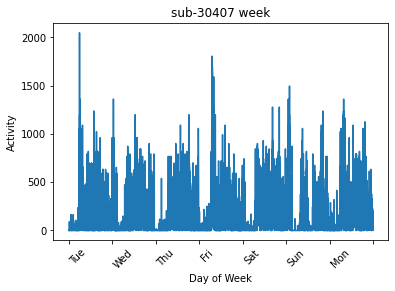 sub-30407 week
2000
1500
1000
500
0
Activity
Tue
Wed
Thu
Fri
Sat
Sun
Mon
Day of Week